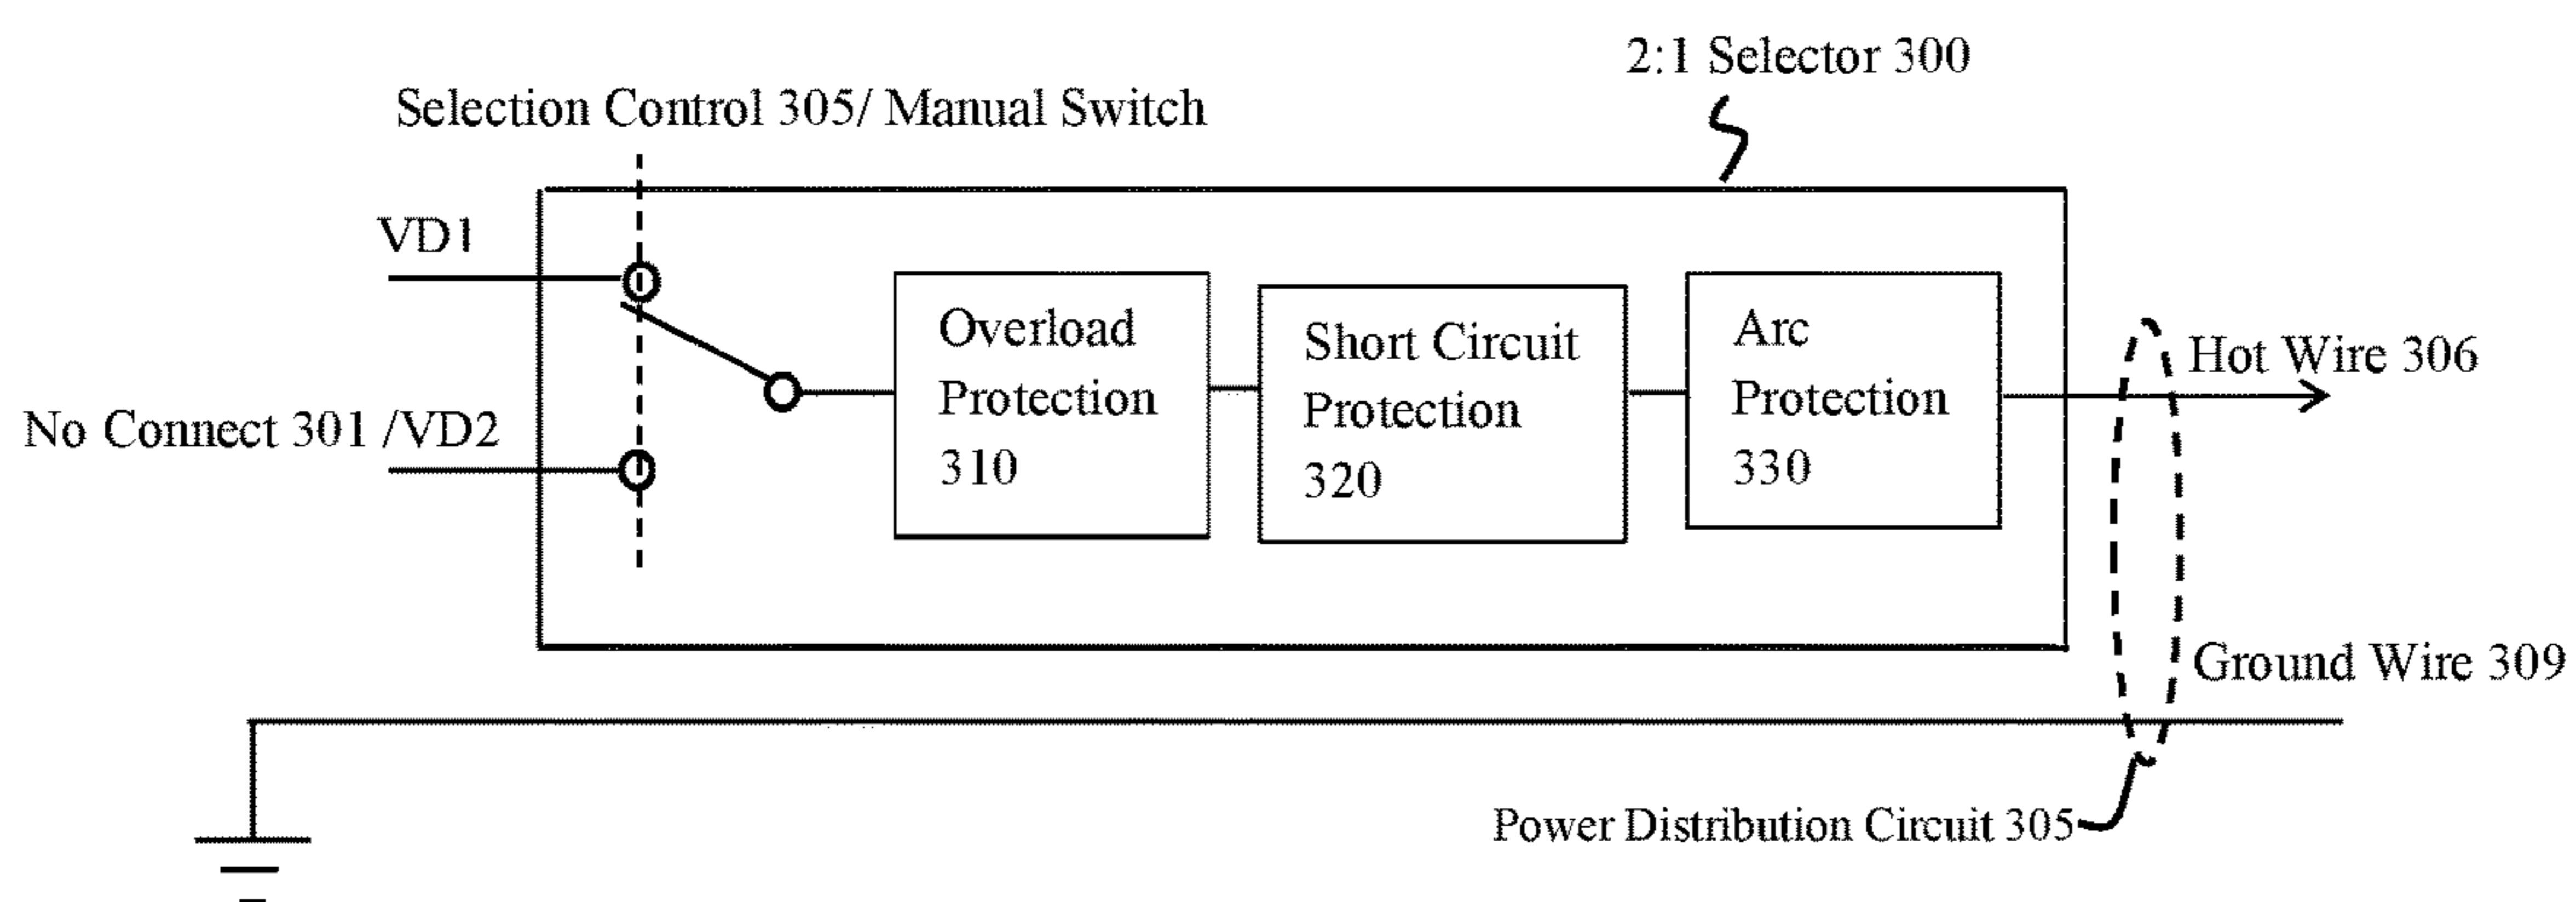 2:1 Selector 300
Selection Control 305/ Manual Switch
VD1
No Connect 301 /VD2
Overload
Protection
310
Short Circuit
Protection
320
Arc
Protection
330
Hot Wire 306
Ground Wire 309
Power Distribution Circuit 305